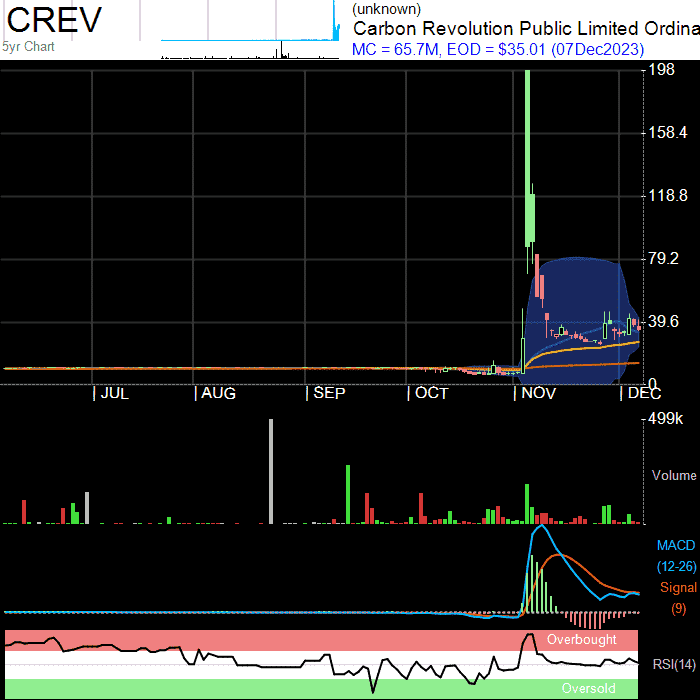 CREV
5yr Chart
(unknown)
Carbon Revolution Public Limited Ordina
MC = 65.7M, EOD = $35.01 (07Dec2023)
198
158.4
118.8
79.2
39.6
0
JUL AUG SEP OCT NOV DEC
499k
Volume
MACD
(12-26)
Signal
(9)
Overbought
RSI(14)
Oversold